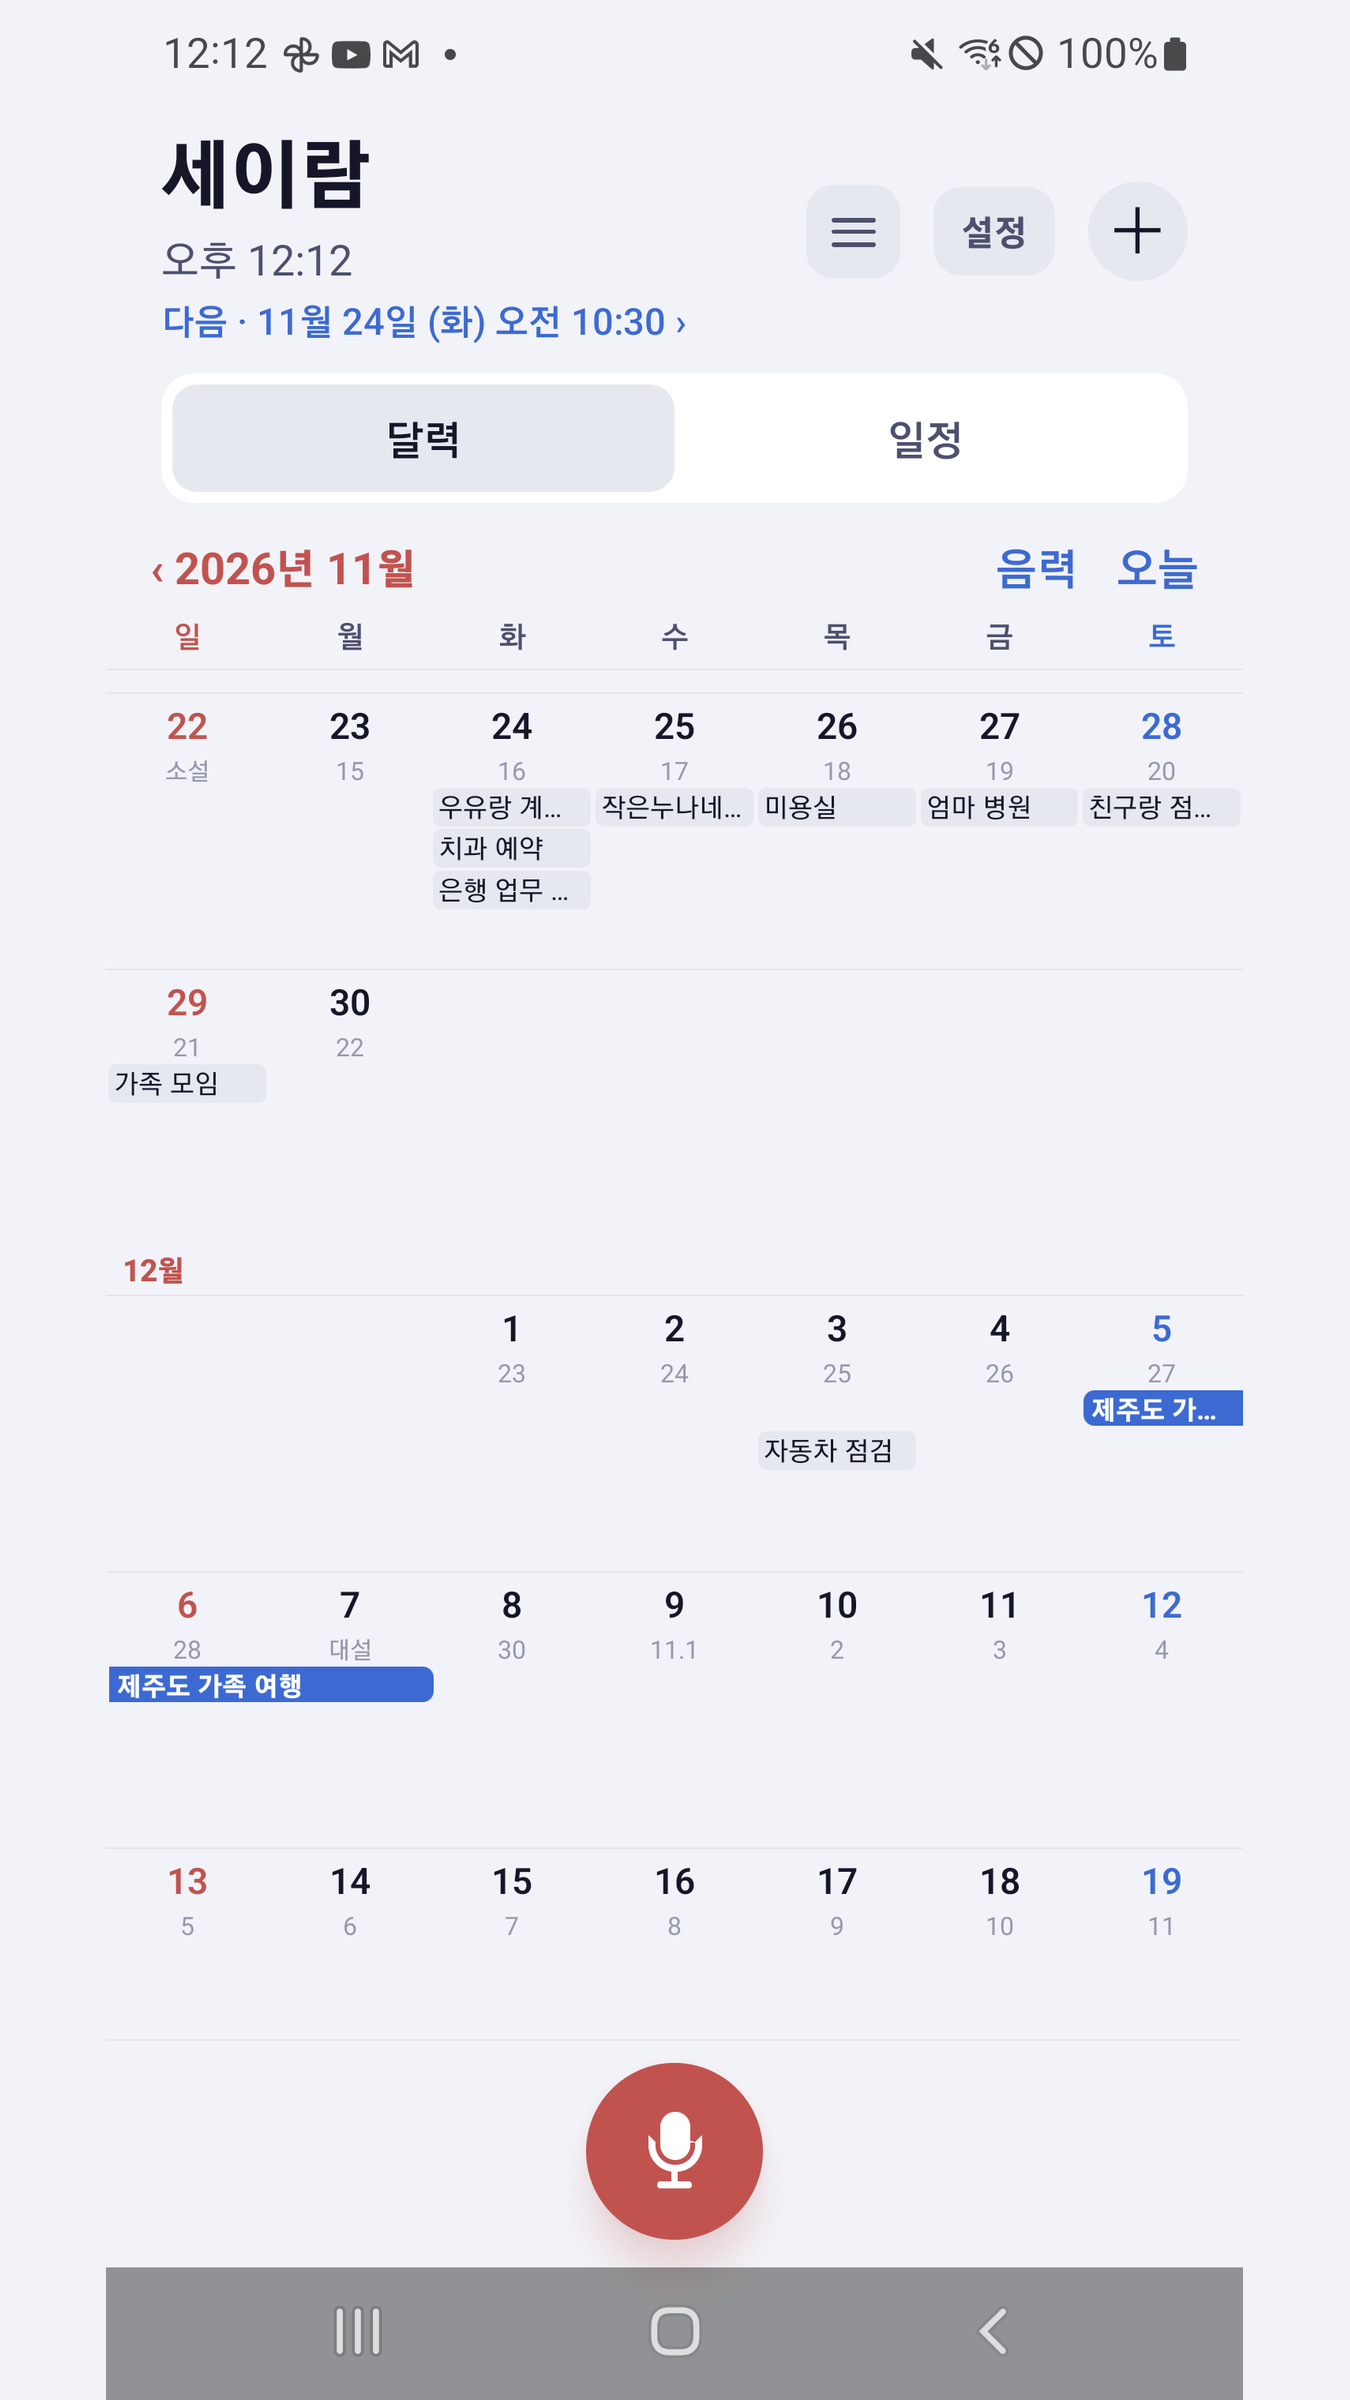 12:12 100%
세이람
오후 12:12
설정
다음 · 11월 24일 (화) 오전 10:30 ›
달력 일정
‹ 2026년 11월 음력 오늘
일 월 화 수 목 금 토
22 23 24 25 26 27 28
소설 15 16 17 18 19 20
우유랑 계... 작은누나네... 미용실 엄마 병원 친구랑 점...
치과 예약
은행 업무 ...
29 30
21 22
가족 모임
12월
1 2 3 4 5
23 24 25 26 27
제주도 가...
자동차 점검
6 7 8 9 10 11 12
28 대설 30 11.1 2 3 4
제주도 가족 여행
13 14 15 16 17 18 19
5 6 7 8 9 10 11